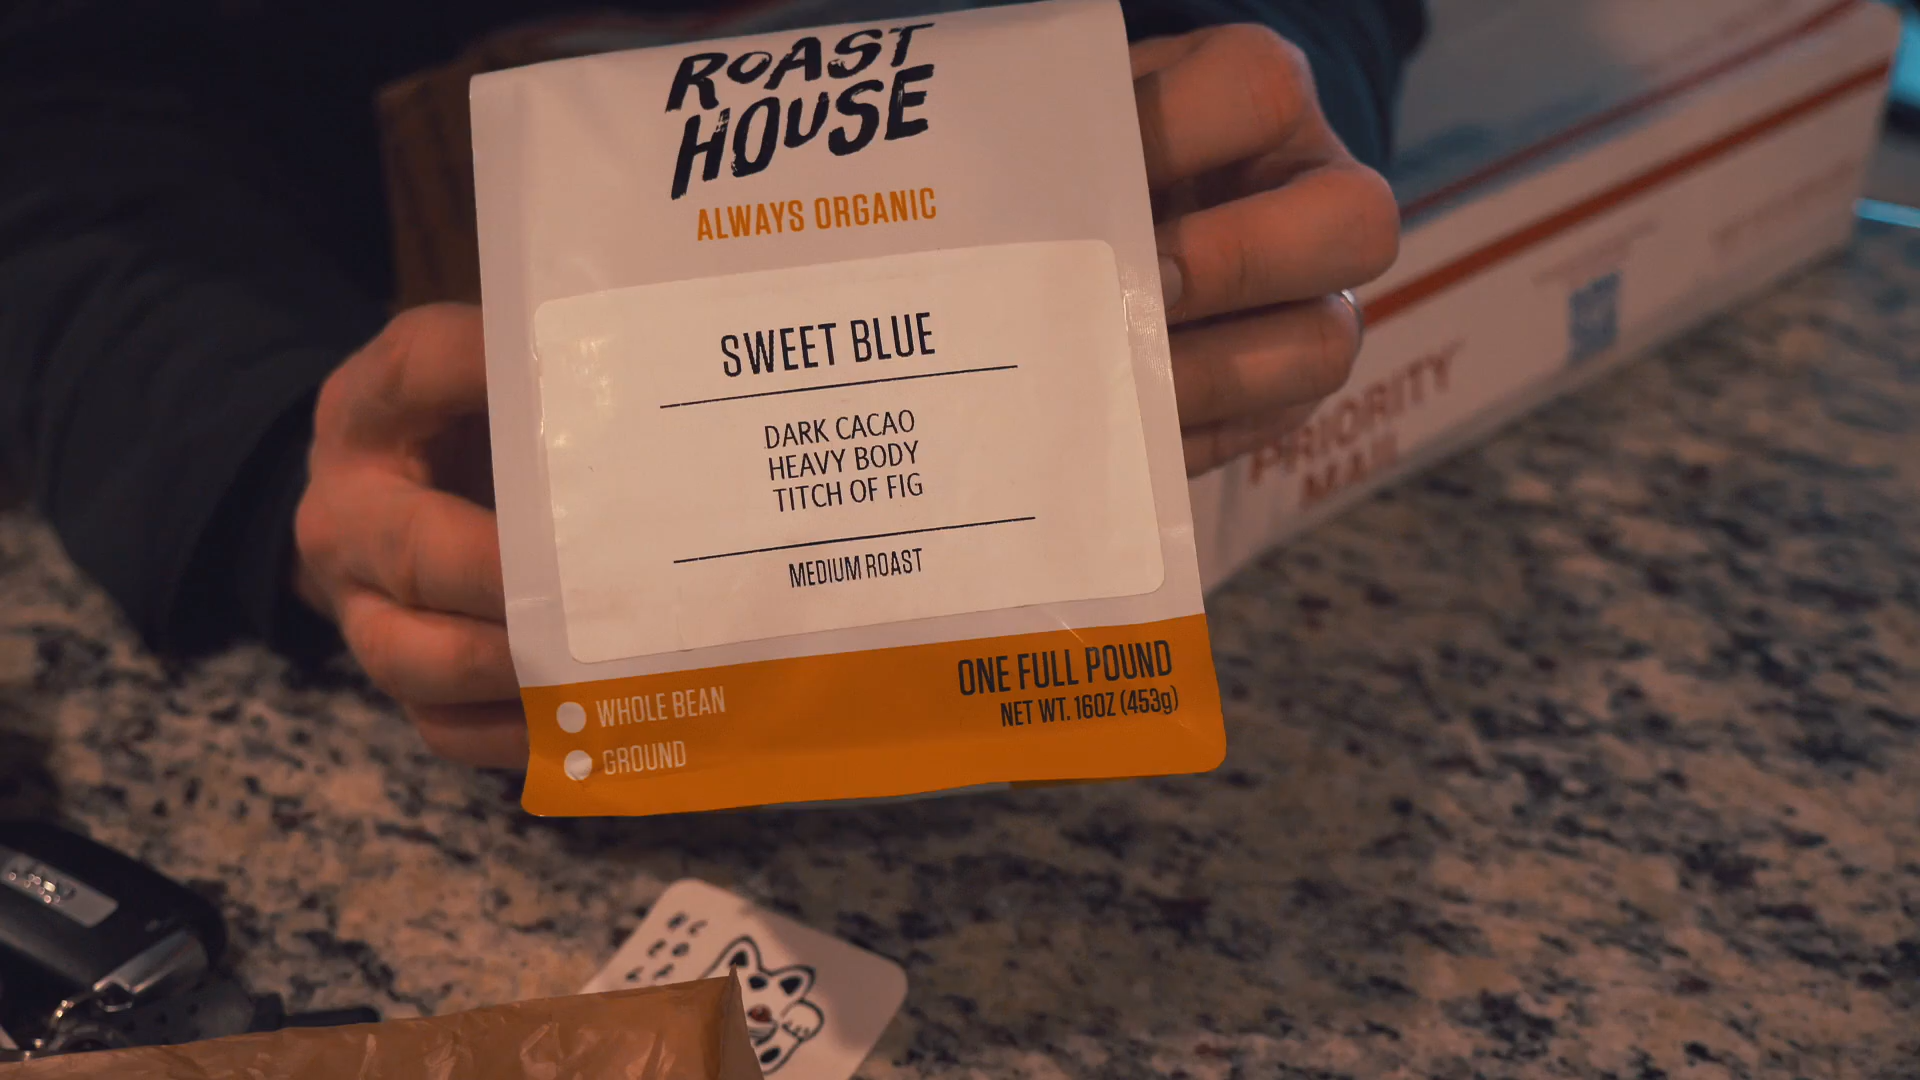 ROAST
HOUSE
ALWAYS ORGANIC
SWEET BLUE
DARK CACAO
HEAVY BODY
TITCH OF FIG
MEDIUM ROAST
WHOLE BEAN
GROUND
ONE FULL POUND
NET WT. 16OZ (453g)
PRIORITY
MAIL